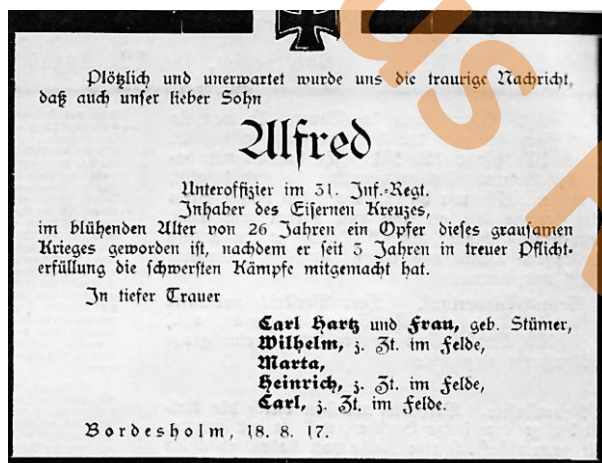 Plötzlich und unerwartet wurde uns die traurige Nachricht,
daß auch unser lieber Sohn
Alfred
Unteroffizier im 31. Inf.-Regt.
Inhaber des Eisernen Kreuzes,
im blühenden Alter von 26 Jahren ein Opfer dieses grausamen
Krieges geworden ist, nachdem er seit 3 Jahren in treuer Pflicht-
erfüllung die schwersten Kämpfe mitgemacht hat.
In tiefer Trauer
Carl Hartz und Frau, geb. Stümer,
Wilhelm, z. Zt. im Felde,
Marta,
Heinrich, z. Zt. im Felde,
Carl, z. Zt. im Felde.
Bordesholm, 18. 8. 17.
us